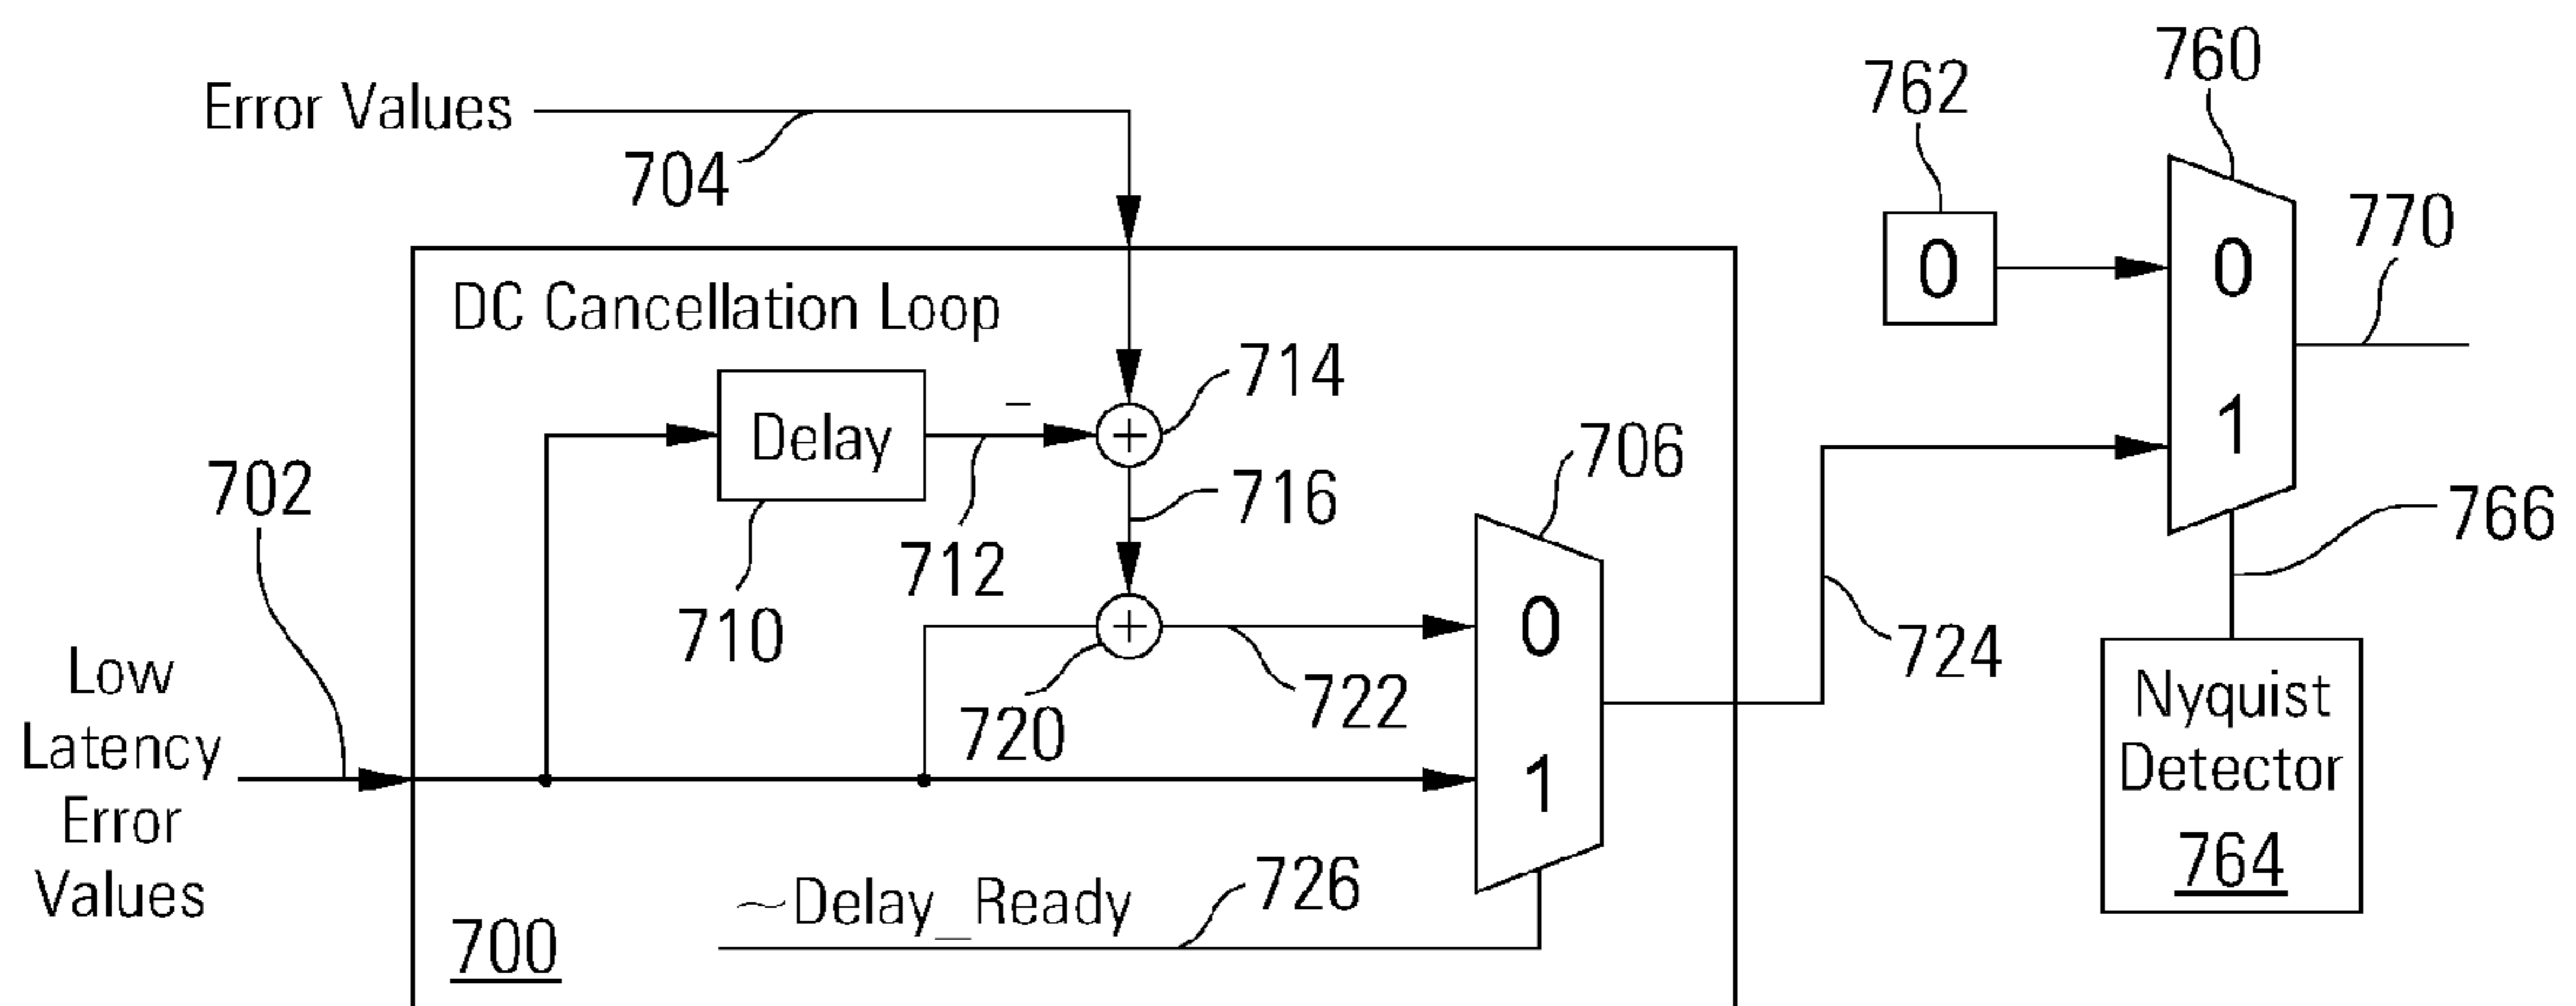 760
762
Error Values
704
770
0
0
DC Cancellation Loop
714
Delay
−
+
1
706
702
716
766
712
710
0
+
724
Low
Latency
Error
Values
720
722
1
Nyquist
Detector
764
~Delay_Ready
726
700